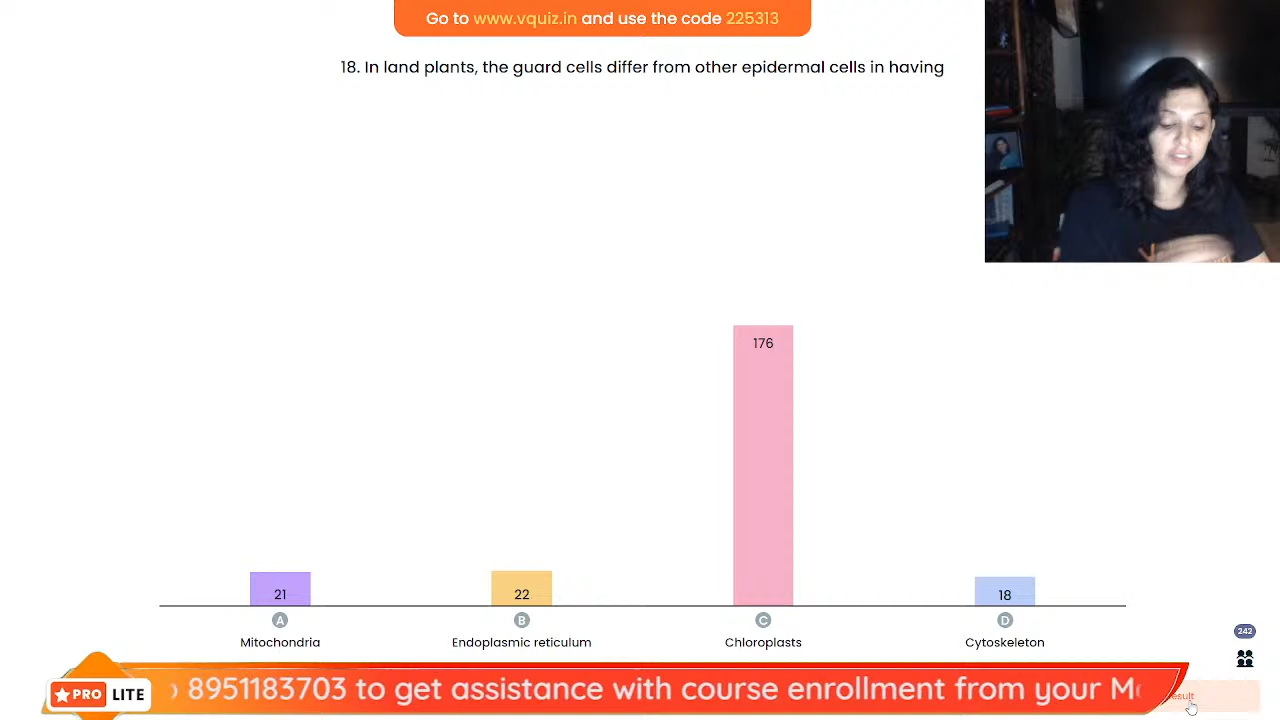 Go to www.vquiz.in and use the code 225313
18. In land plants, the guard cells differ from other epidermal cells in having
176
21
22
18
A
B
C
D
Mitochondria
Endoplasmic reticulum
Chloroplasts
Cytoskeleton
242
PRO LITE
8951183703 to get assistance with course enrollment from your